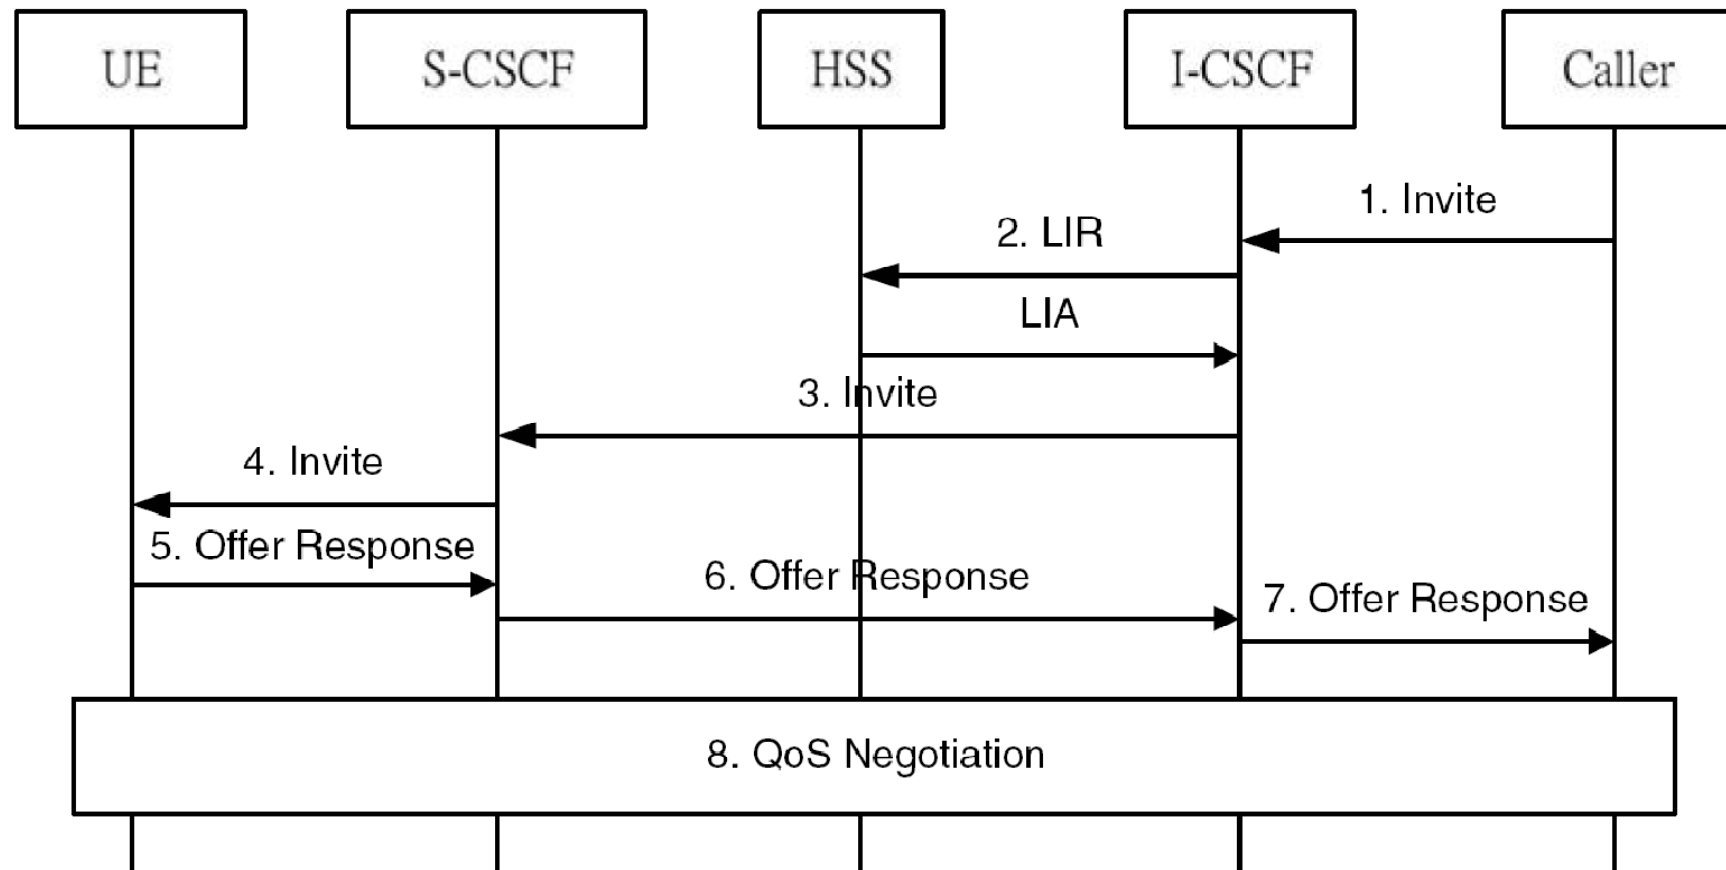 UE
S-CSCF
HSS
I-CSCF
Caller
1. Invite
2. LIR
LIA
3. Invite
4. Invite
5. Offer Response
6. Offer Response
7. Offer Response
8. QoS Negotiation